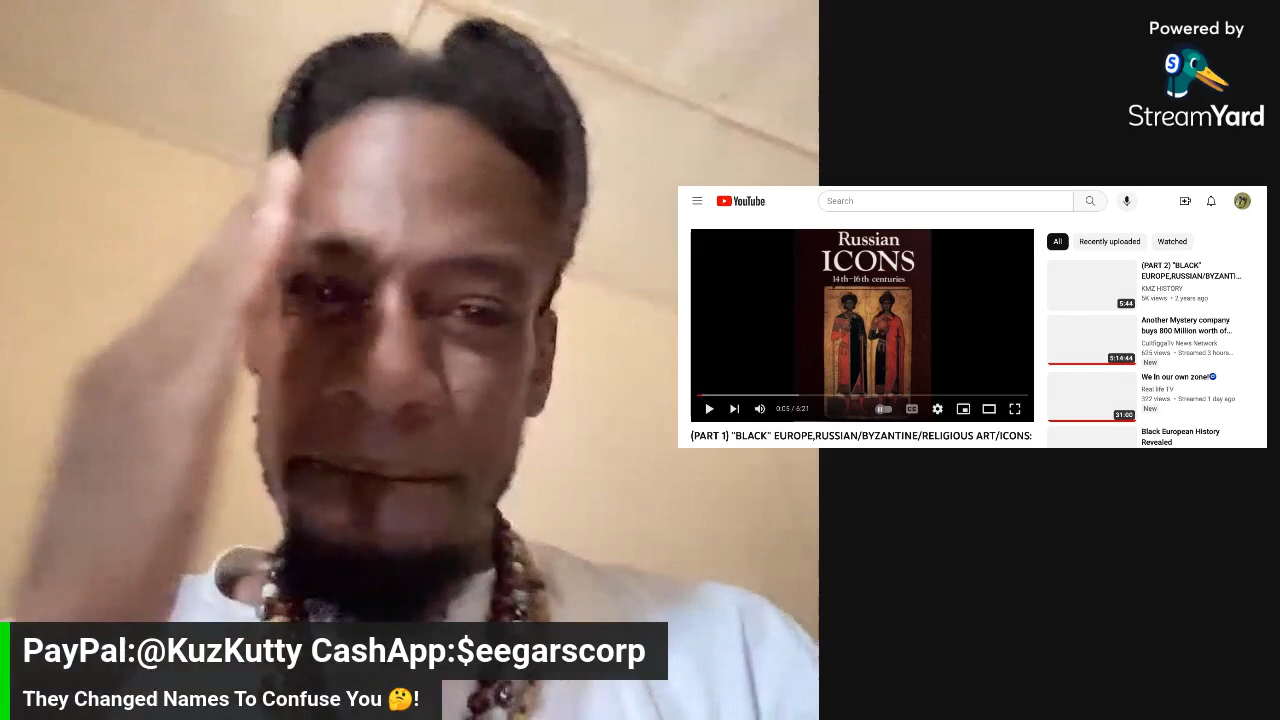 Powered by
StreamYard
YouTube
Search
Russian
ICONS
14th-16th centuries
0:05 / 6:21
CC
(PART 1) "BLACK" EUROPE,RUSSIAN/BYZANTINE/RELIGIOUS ART/ICONS:
All
Recently uploaded
Watched
(PART 2) "BLACK"
EUROPE,RUSSIAN/BYZANTI...
KMZ HISTORY
5K views • 2 years ago
5:44
Another Mystery company
buys 800 Million worth of...
CultfiggaTv News Network
625 views • Streamed 3 hours...
New
5:14:44
We In our own zone!🧿
Real life TV
322 views • Streamed 1 day ago
New
31:00
Black European History
Revealed
PayPal:@KuzKutty CashApp:$eegarscorp
They Changed Names To Confuse You 🤔!